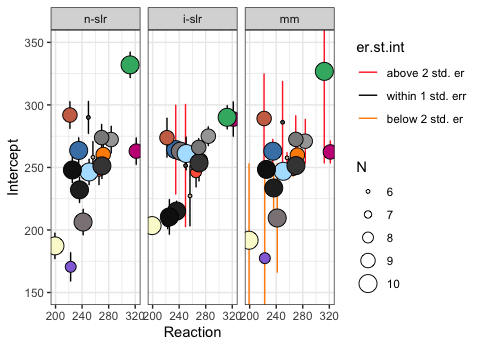 n-slr i-slr mm
350
300
250
200
150
Intercept
200 240 280 320 200 240 280 320 200 240 280 320
Reaction
er.st.int
above 2 std. er
within 1 std. err
below 2 std. er
N
6
7
8
9
10